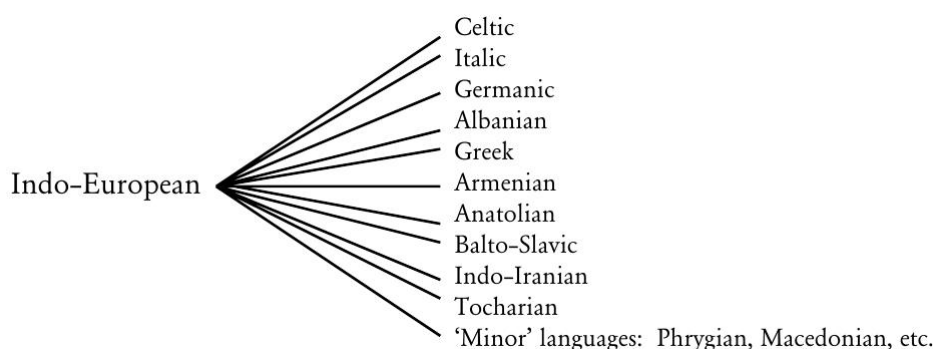 Celtic
Italic
Germanic
Albanian
Greek
Indo-European
Armenian
Anatolian
Balto-Slavic
Indo-Iranian
Tocharian
‘Minor’ languages: Phrygian, Macedonian, etc.